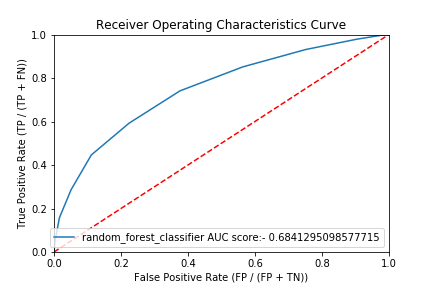 Receiver Operating Characteristics Curve
True Positive Rate (TP / (TP + FN))
1.0
0.8
0.6
0.4
0.2
0.0
random_forest_classifier AUC score:- 0.6841295098577715
0.0 0.2 0.4 0.6 0.8 1.0
False Positive Rate (FP / (FP + TN))